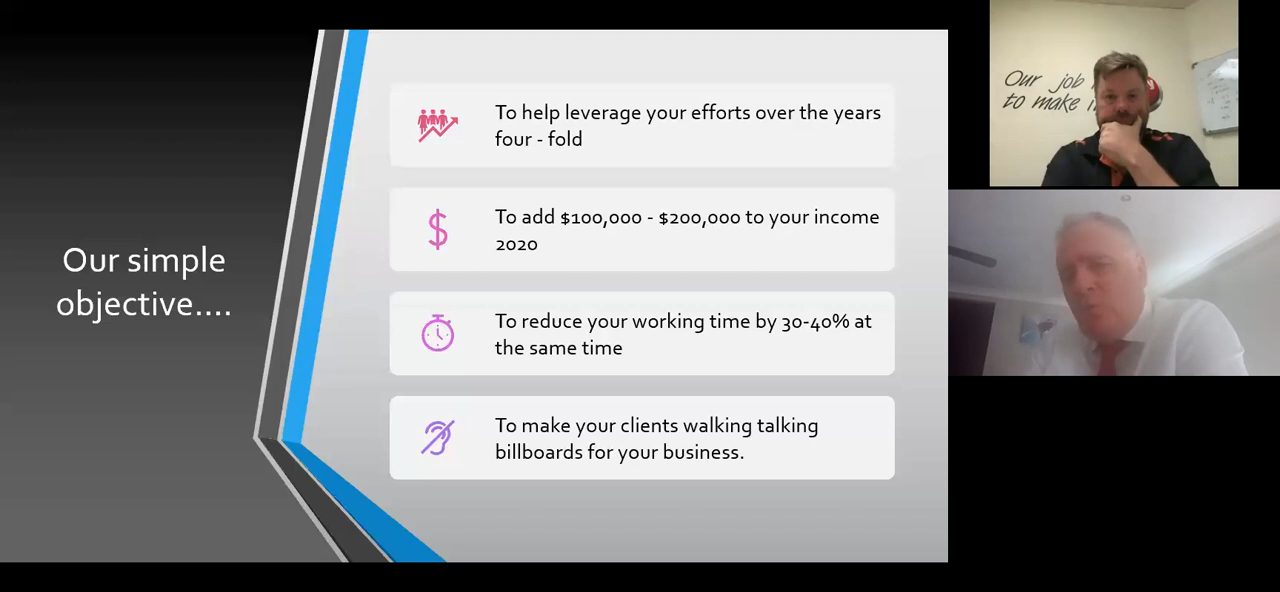 Our simple
objective....
To help leverage your efforts over the years
four - fold
To add $100,000 - $200,000 to your income
2020
To reduce your working time by 30-40% at
the same time
To make your clients walking talking
billboards for your business.
Our job
to make